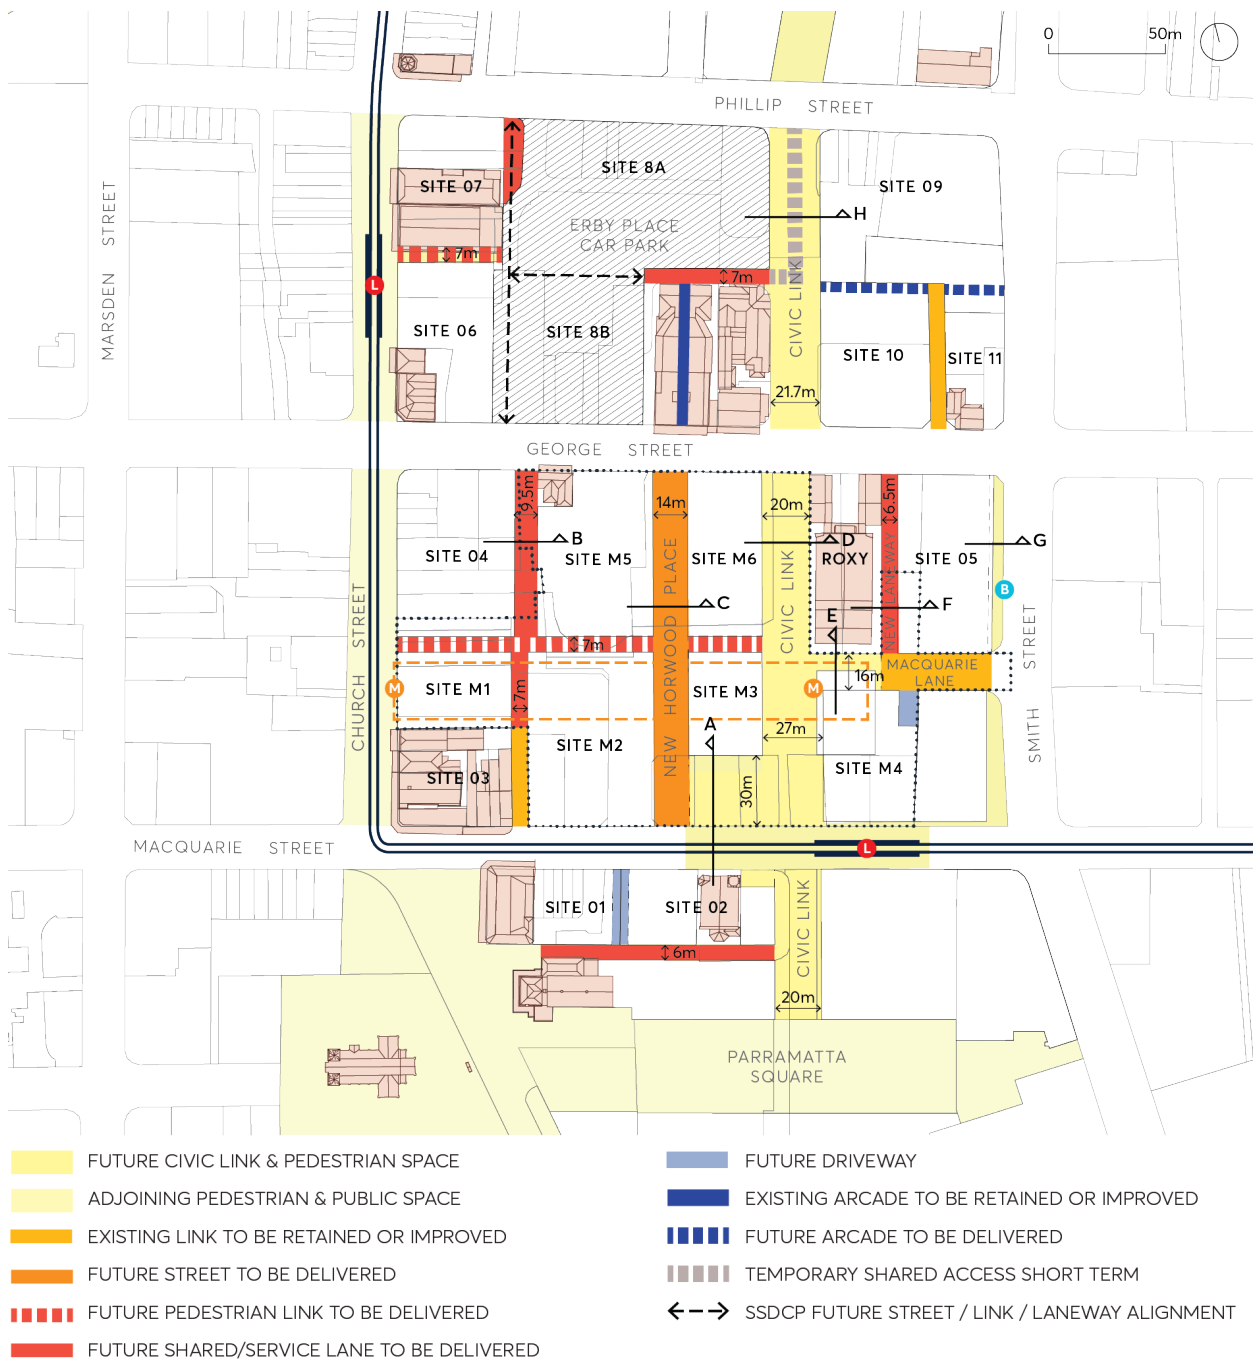 0 50m
PHILLIP STREET
SITE 8A
SITE 07
SITE 09
ERBY PLACE
CAR PARK
H
7m
7m
L
CIVIC LINK
MARSDEN STREET
SITE 06
SITE 8B
SITE 10
SITE 11
21.7m
GEORGE STREET
9.5m
14m
20m
6.5m
B
D
G
SITE 04
SITE M5
SITE M6
ROXY
SITE 05
NEW LANEWAY
B
C
E
F
CIVIC LINK
CHURCH STREET
SMITH STREET
7m
MACQUARIE
LANE
16m
M
SITE M1
7m
SITE M3
M
NEW HORWOOD PLACE
A
27m
SITE M2
SITE 03
30m
SITE M4
MACQUARIE STREET
L
SITE 01
SITE 02
CIVIC LINK
6m
20m
PARRAMATTA
SQUARE
FUTURE CIVIC LINK & PEDESTRIAN SPACE
ADJOINING PEDESTRIAN & PUBLIC SPACE
EXISTING LINK TO BE RETAINED OR IMPROVED
FUTURE STREET TO BE DELIVERED
FUTURE PEDESTRIAN LINK TO BE DELIVERED
FUTURE SHARED/SERVICE LANE TO BE DELIVERED
FUTURE DRIVEWAY
EXISTING ARCADE TO BE RETAINED OR IMPROVED
FUTURE ARCADE TO BE DELIVERED
TEMPORARY SHARED ACCESS SHORT TERM
SSDCP FUTURE STREET / LINK / LANEWAY ALIGNMENT